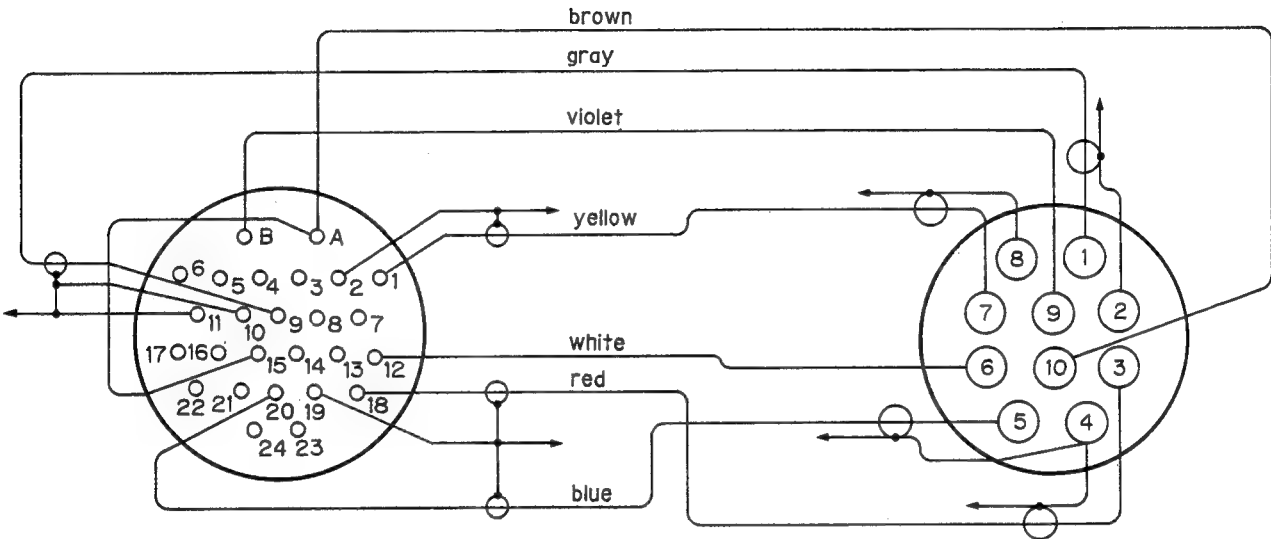 brown
gray
violet
yellow
B A
6 5 4 3 2 1
11 10 9 8 7
17 16 15 14 13 12
22 21 20 19 18
24 23
white
red
blue
8 1
7 9 2
6 10 3
5 4